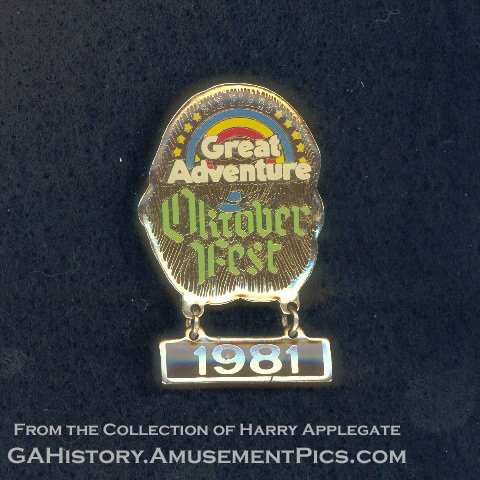 Great
Adventure
Oktober
Fest
1981
From the Collection of Harry Applegate
GAHistory.AmusementPics.com